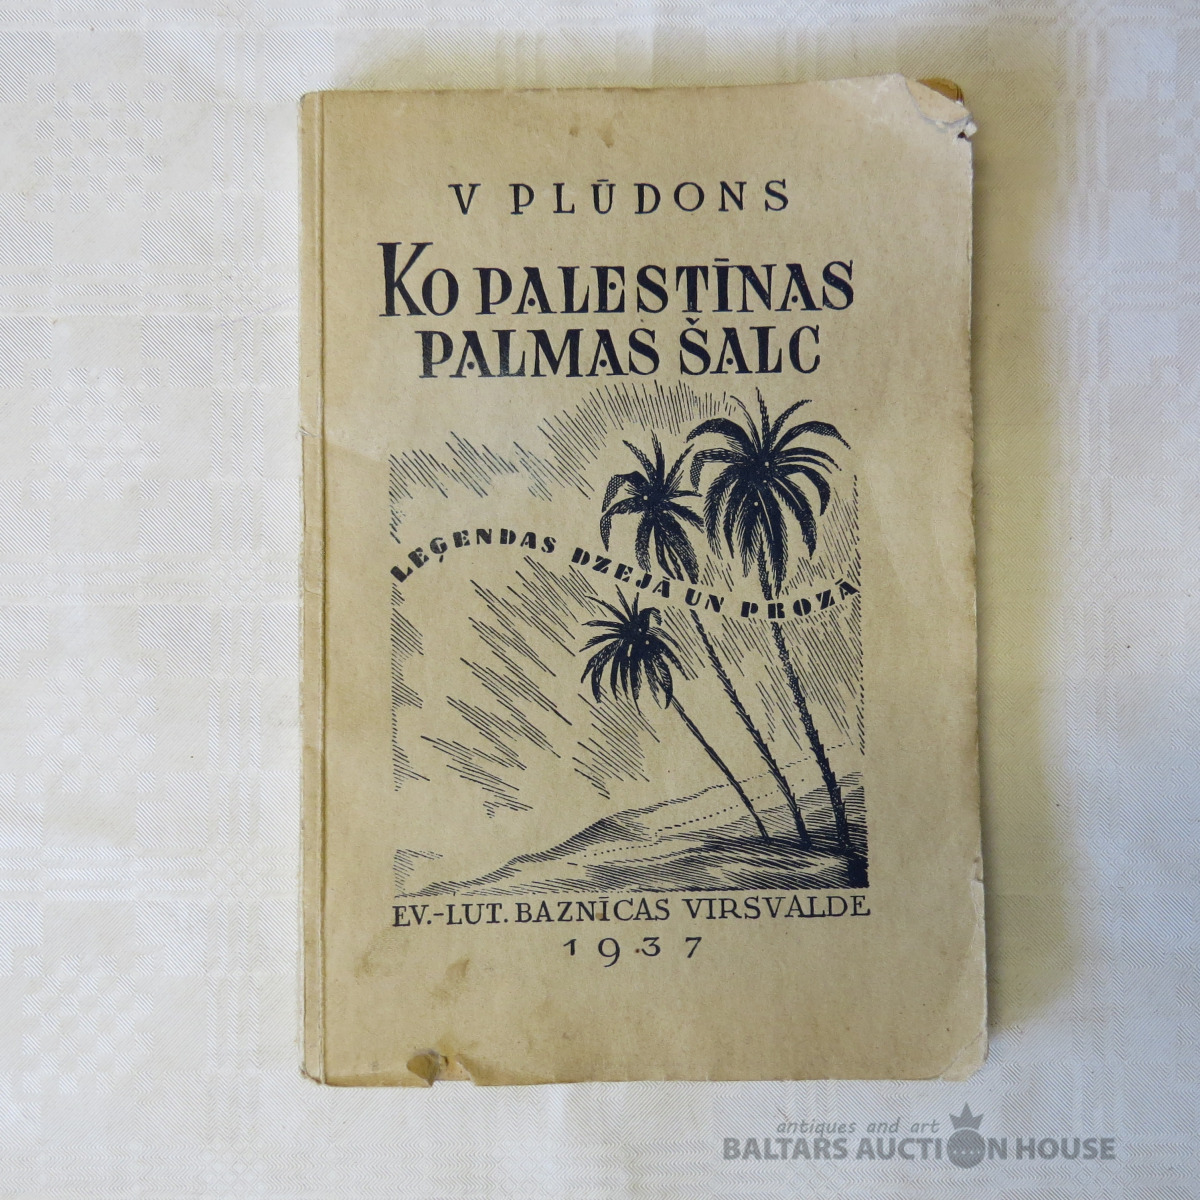 V PLŪDONS
KO PALESTĪNAS
PALMAS ŠALC
LEĢENDAS DZEJĀ UN PROZĀ
EV.-LUT. BAZNĪCAS VIRSVALDE
1937
antiques and art
BALTARS AUCTION HOUSE